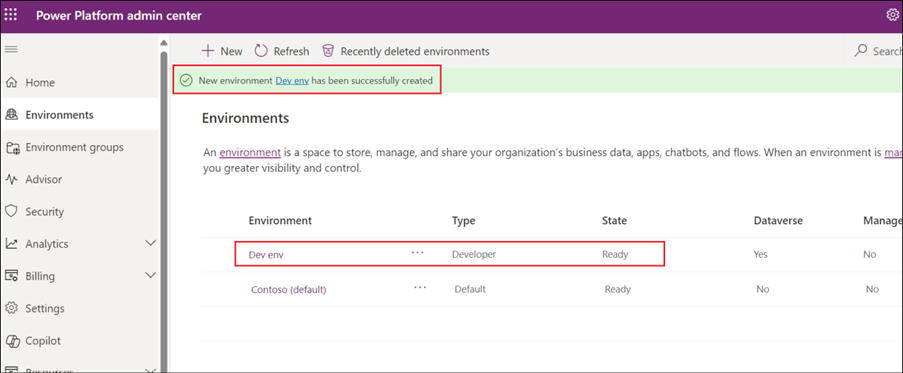 Power Platform admin center
New Refresh Recently deleted environments Search
New environment Dev env has been successfully created
Home
Environments
Environment groups
Advisor
Security
Analytics
Billing
Settings
Copilot
Resources
Environments
An environment is a space to store, manage, and share your organization's business data, apps, chatbots, and flows. When an environment is mar
you greater visibility and control.
Environment Type State Dataverse Manage
Dev env ... Developer Ready Yes No
Contoso (default) ... Default Ready No No